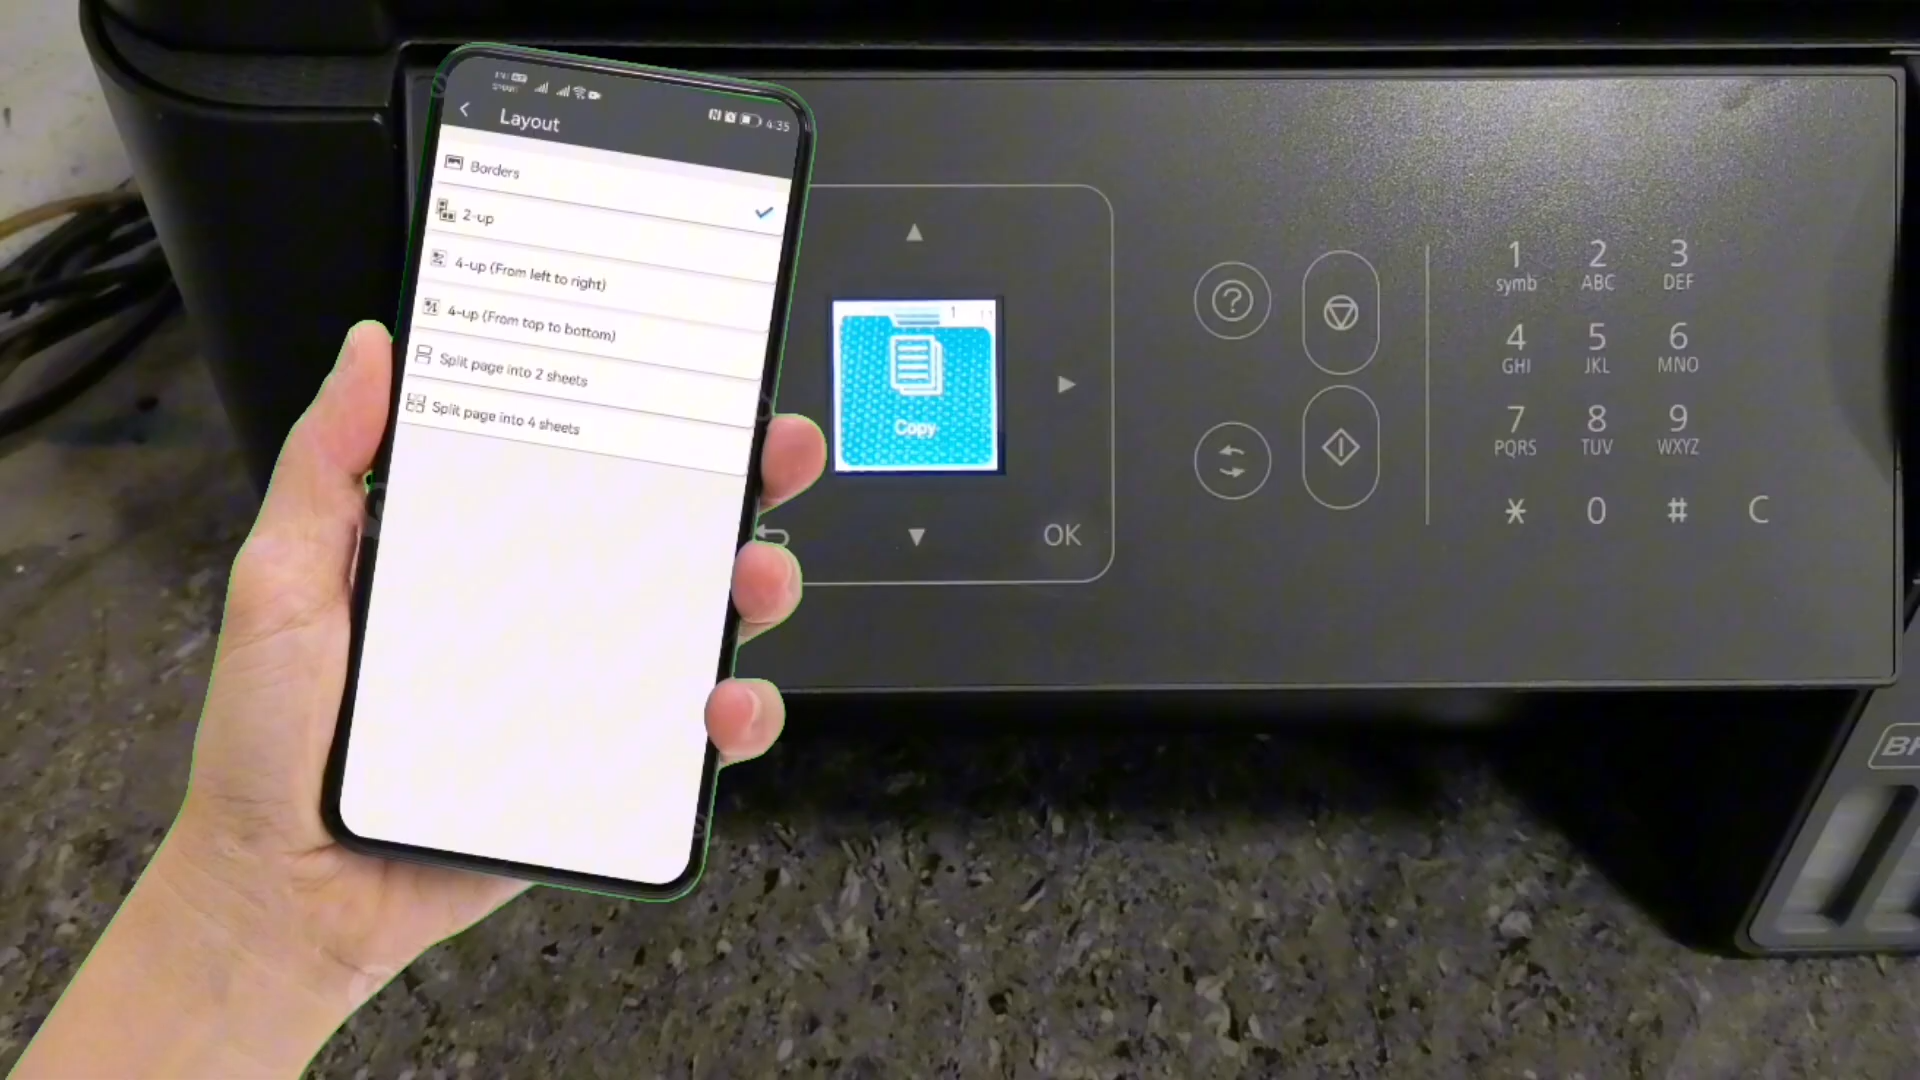 4:35
Layout
Borders
2-up
4-up (From left to right)
4-up (From top to bottom)
Split page into 2 sheets
Split page into 4 sheets
1
Copy
OK
?
1 2 3
symb ABC DEF
4 5 6
GHI JKL MNO
7 8 9
PQRS TUV WXYZ
* 0 # C